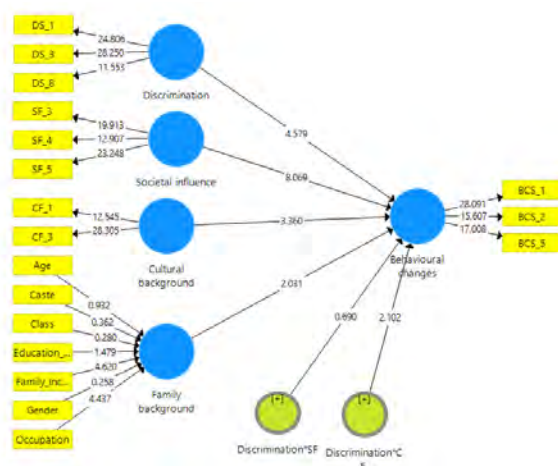 DS_1
24.806
DS_3
28.250
DS_8
11.553
Discrimination
SF_3
19.913
4.579
SF_4
12.907
SF_5
23.248
Societal influence
8.069
BCS_1
28.091
CF_1
12.545
BCS_2
15.607
3.360
CF_3
28.305
17.008
BCS_5
Cultural background
Behavioural changes
Age
0.932
Caste
0.362
2.031
Class
0.280
Education_...
1.479
0.690
2.102
Family_Inc...
4.620
Gender
0.258
Family background
[+]
[+]
Occupation
4.437
Discrimination*SF
Discrimination*C